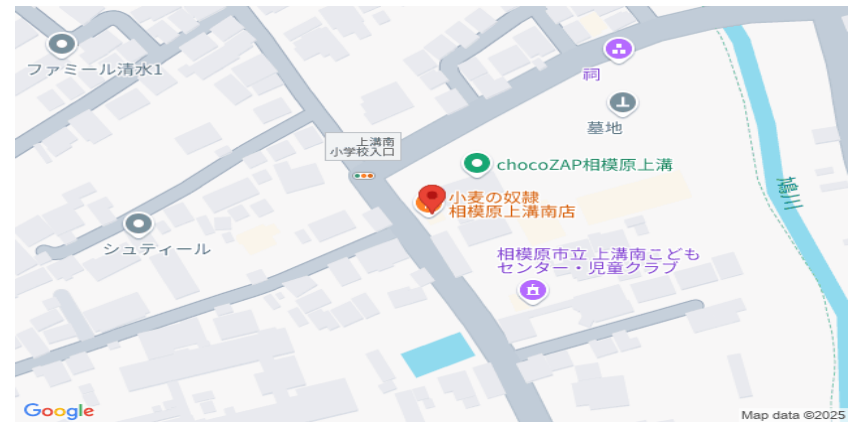 ファミール清水1
祠
墓地
上溝南
小学校入口
chocoZAP相模原上溝
小麦の奴隷
相模原上溝南店
鳩川
シュティール
相模原市立 上溝南こども
センター・児童クラブ
Google
Map data ©2025